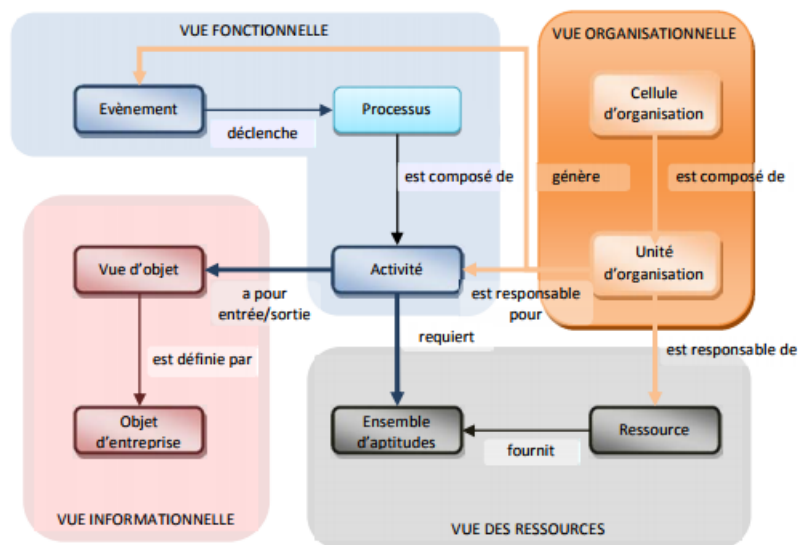 VUE FONCTIONNELLE
VUE ORGANISATIONNELLE
Evènement
déclenche
Processus
Cellule
d'organisation
est composé de
génère
est composé de
Vue d'objet
a pour
entrée/sortie
Activité
est responsable
pour
Unité
d'organisation
est définie par
requiert
est responsable de
Objet
d'entreprise
Ensemble
d'aptitudes
fournit
Ressource
VUE INFORMATIONNELLE
VUE DES RESSOURCES